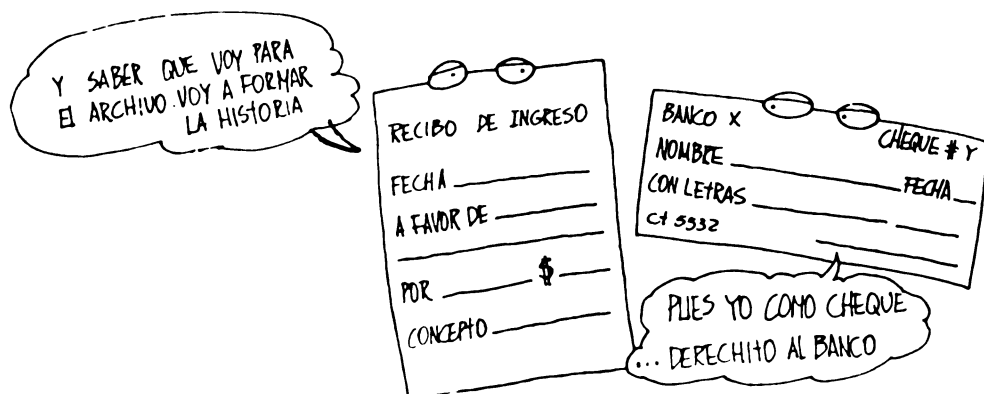 Y SABER QUE VOY PARA
El ARCHIVO. VOY A FORMAR
LA HISTORIA
RECIBO DE INGRESO
FECHA
A FAVOR DE
POR $
CONCEPTO
BANCO X
CHEQUE # Y
NOMBRE FECHA
CON LETRAS
Ct 5532
PUES YO COMO CHEQUE
... DERECHITO AL BANCO